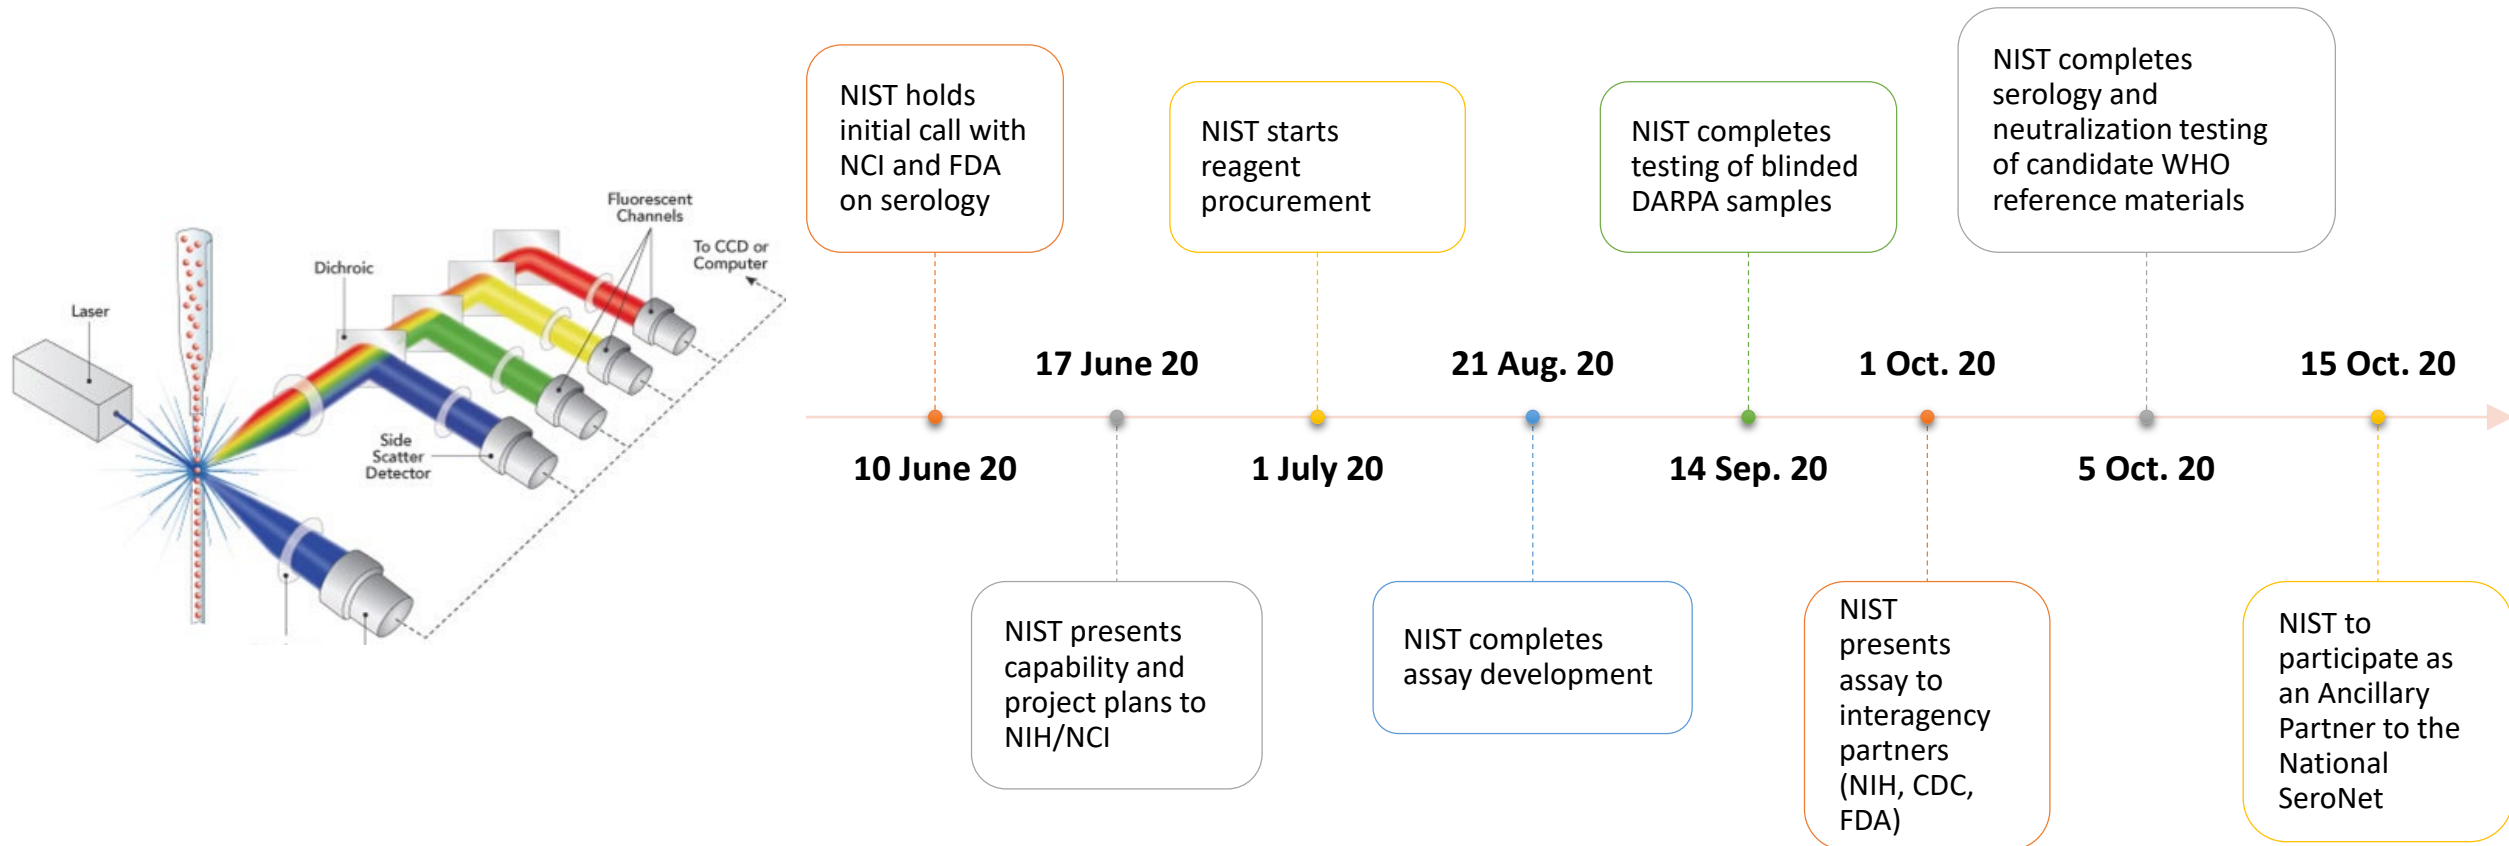 Laser
Dichroic
Fluorescent
Channels
To CCD or
Computer
Side
Scatter
Detector
NIST holds
initial call with
NCI and FDA
on serology
10 June 20
17 June 20
NIST presents
capability and
project plans to
NIH/NCI
NIST starts
reagent
procurement
1 July 20
21 Aug. 20
NIST completes
assay development
NIST completes
testing of blinded
DARPA samples
14 Sep. 20
1 Oct. 20
NIST
presents
assay to
interagency
partners
(NIH, CDC,
FDA)
NIST completes
serology and
neutralization testing
of candidate WHO
reference materials
5 Oct. 20
15 Oct. 20
NIST to
participate as
an Ancillary
Partner to the
National
SeroNet